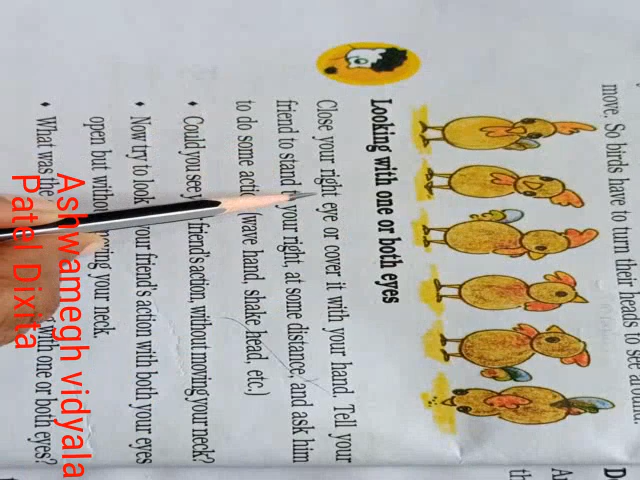 move. So birds have to turn their heads to see around.
Looking with one or both eyes
Close your right eye or cover it with your hand. Tell your
friend to stand your right at some distance and ask him
to do some (wave hand, shake head, etc.)
• Could you see friend's action, without moving your neck?
• Now try to look your friend's action with both your eyes
open but without moving your neck
• What was the with one or both eyes?
Ashwamegh vidyala
Patel Dixita